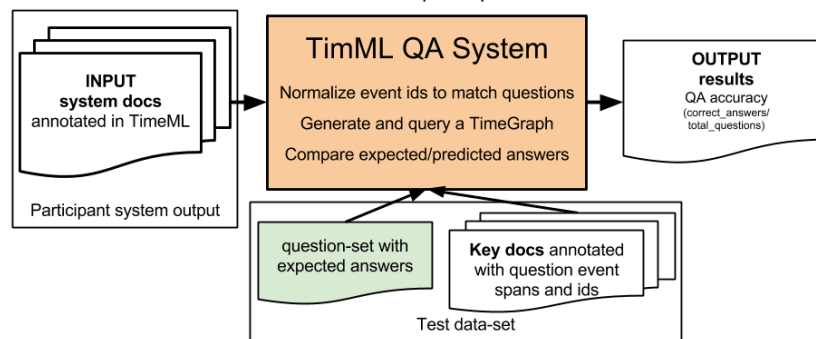 INPUT
system docs
annotated in TimeML
Participant system output
TimML QA System
Normalize event ids to match questions
Generate and query a TimeGraph
Compare expected/predicted answers
OUTPUT
results
QA accuracy
(correct_answers/
total_questions)
question-set with
expected answers
Key docs annotated
with question event
spans and ids
Test data-set